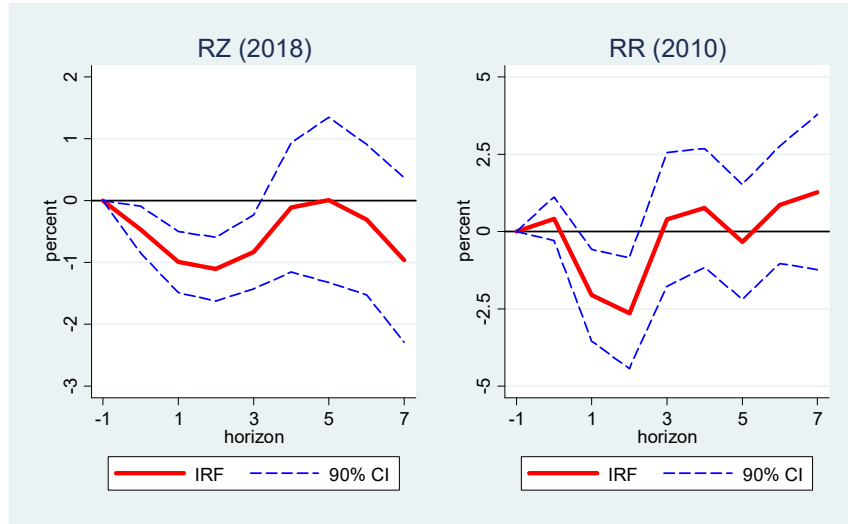 RZ (2018)
percent
2
1
0
-1
-2
-3
-1 1 3 5 7
horizon
IRF 90% CI
RR (2010)
percent
5
2.5
0
-2.5
-5
-1 1 3 5 7
horizon
IRF 90% CI